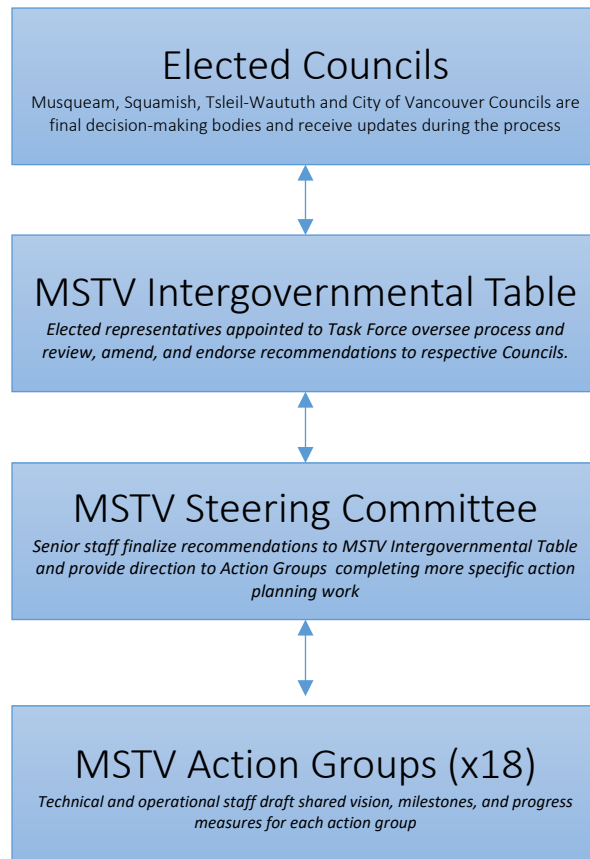 Elected Councils
Musqueam, Squamish, Tsleil-Waututh and City of Vancouver Councils are
final decision-making bodies and receive updates during the process
MSTV Intergovernmental Table
Elected representatives appointed to Task Force oversee process and
review, amend, and endorse recommendations to respective Councils.
MSTV Steering Committee
Senior staff finalize recommendations to MSTV Intergovernmental Table
and provide direction to Action Groups completing more specific action
planning work
MSTV Action Groups (x18)
Technical and operational staff draft shared vision, milestones, and progress
measures for each action group